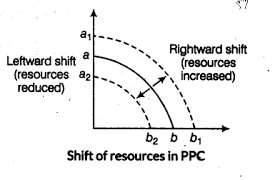 a₁
Rightward shift
(resources
increased)
Leftward shift
(resources
reduced)
a
a₂
b₂ b b₁
Shift of resources in PPC